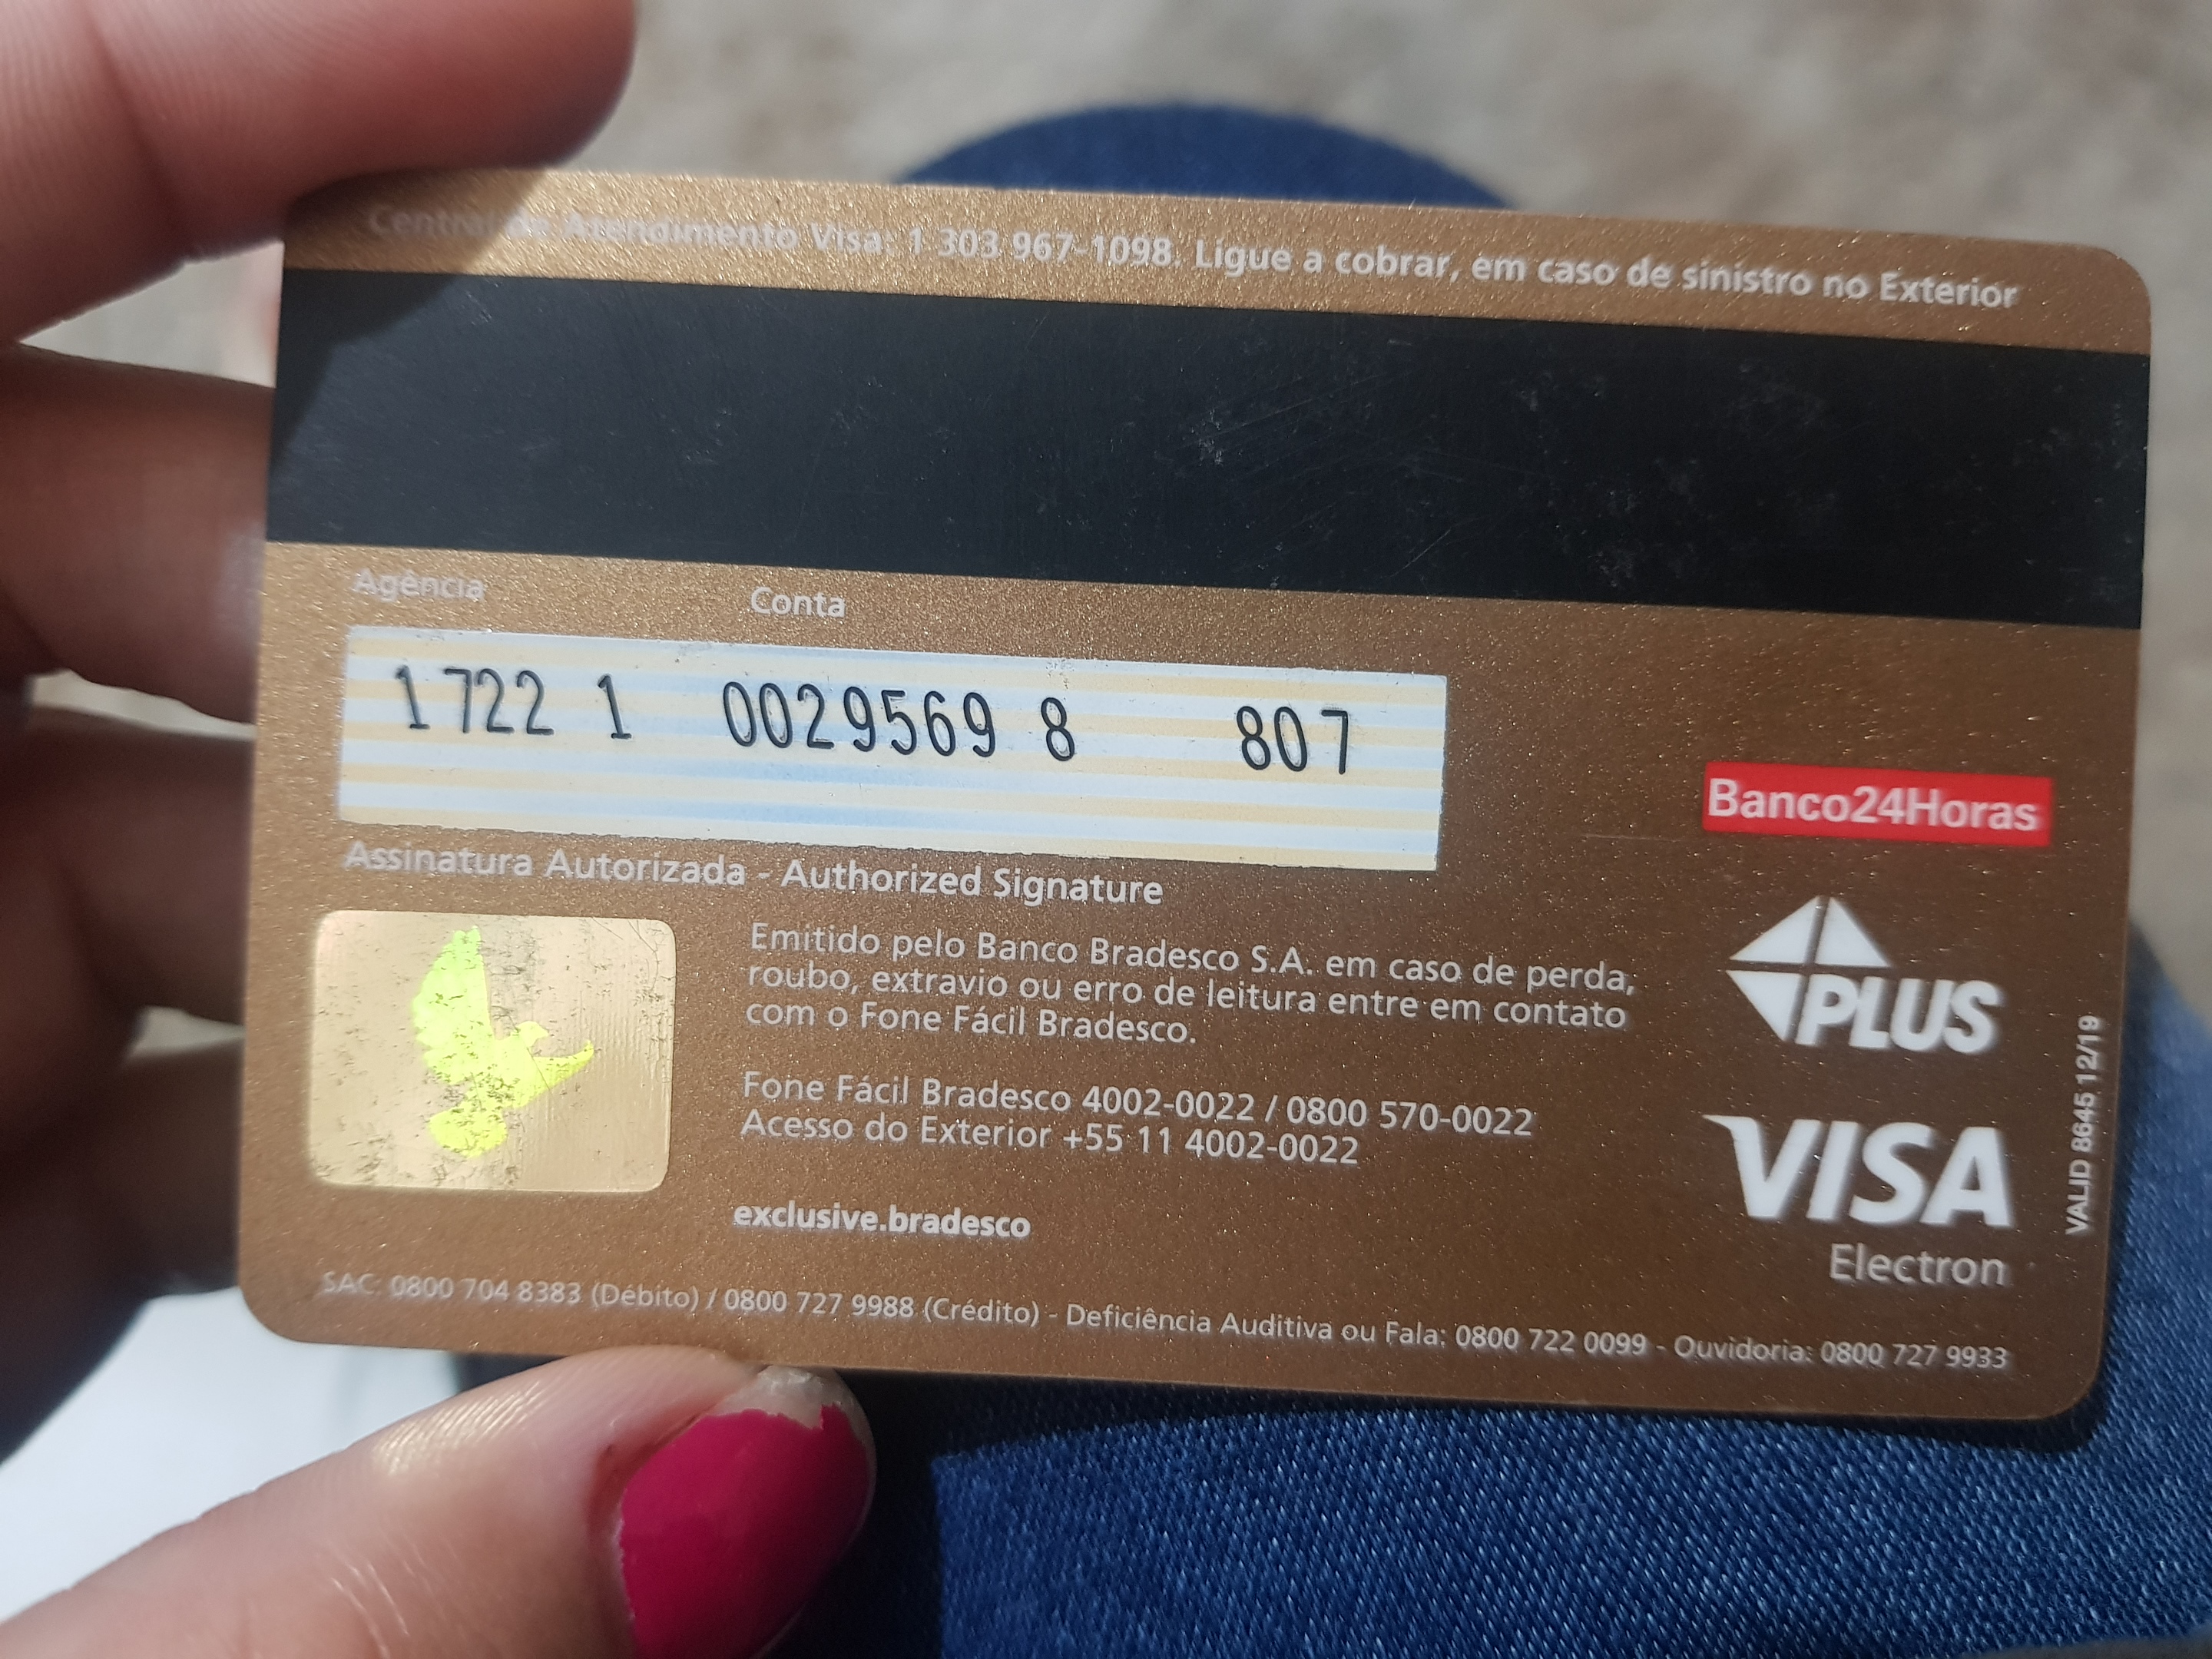 Central de Atendimento Visa: 1 303 967-1098. Ligue a cobrar, em caso de sinistro no Exterior
Agência Conta
1722 1 0029569 8 807
Assinatura Autorizada - Authorized Signature
Banco24Horas
Emitido pelo Banco Bradesco S.A. em caso de perda,
roubo, extravio ou erro de leitura entre em contato
com o Fone Fácil Bradesco.
PLUS
Fone Fácil Bradesco 4002-0022 / 0800 570-0022
Acesso do Exterior +55 11 4002-0022
VISA
Electron
VALID 8645 12/19
exclusive.bradesco
SAC: 0800 704 8383 (Débito) / 0800 727 9988 (Crédito) - Deficiência Auditiva ou Fala: 0800 722 0099 - Ouvidoria: 0800 727 9933